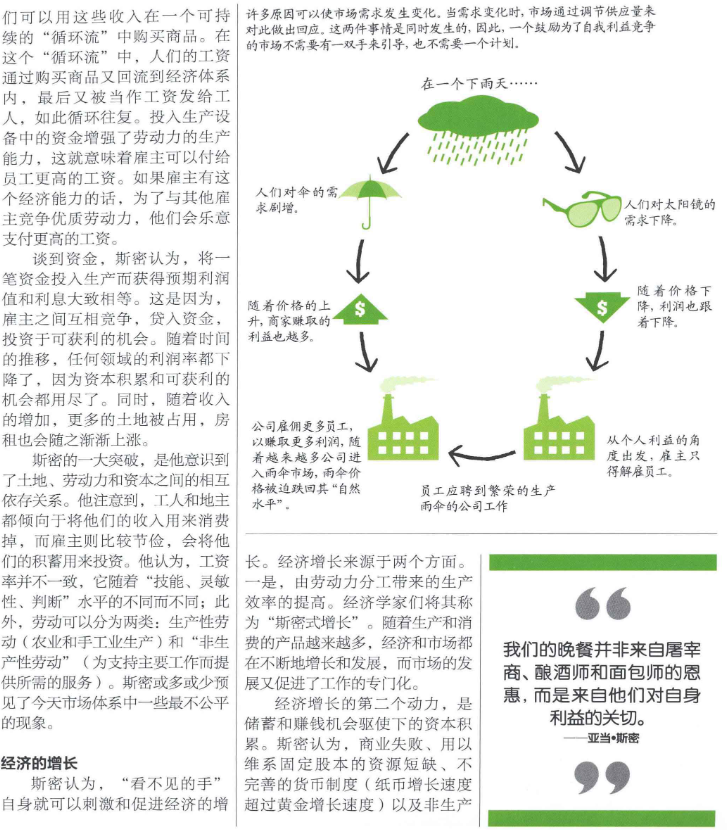 们可以用这些收入在一个可持
续的“循环流”中购买商品。在
这个“循环流”中，人们的工资
通过购买商品又回流到经济体系
内，最后又被当作工资发给工
人，如此循环往复。投入生产设
备中的资金增强了劳动力的生产
能力，这就意味着雇主可以付给
员工更高的工资。如果雇主有这
个经济能力的话，为了与其他雇
主竞争优质劳动力，他们会乐意
支付更高的工资。
谈到资金，斯密认为，将一
笔资金投入生产而获得预期利润
值和利息大致相等。这是因为，
雇主之间互相竞争，贷入资金，
投资于可获利的机会。随着时间
的推移，任何领域的利润率都下
降了，因为资本积累和可获利的
机会都用尽了。同时，随着收入
的增加，更多的土地被占用，房
租也会随之渐渐上涨。
斯密的一大突破，是他意识到
了土地、劳动力和资本之间的相互
依存关系。他注意到，工人和地主
都倾向于将他们的收入用来消费
掉，而雇主则比较节俭，会将他
们的积蓄用来投资。他认为，工资
率并不一致，它随着“技能、灵敏
性、判断”水平的不同而不同；此
外，劳动可以分为两类：生产性劳
动（农业和手工业生产）和“非生
产性劳动”（为支持主要工作而提
供所需的服务）。斯密或多或少预
见了今天市场体系中一些最不公平
的现象。
经济的增长
斯密认为，“看不见的手”
自身就可以刺激和促进经济的增
许多原因可以使市场需求发生变化。当需求变化时，市场通过调节供应量来
对此做出回应。这两件事情是同时发生的，因此，一个鼓励为了自我利益竞争
的市场不需要有一双手来引导，也不需要一个计划。
在一个下雨天……
人们对伞的需
求剧增。
人们对太阳镜的
需求下降。
随着价格的上
升，商家赚取的
利益也越多。
$
$
随着价格下
降，利润也跟
着下降。
公司雇佣更多员工，
以赚取更多利润，随
着越来越多公司进
入雨伞市场，雨伞价
格被迫跌回其“自然
水平”。
员工应聘到繁荣的生产
雨伞的公司工作
从个人利益的角
度出发，雇主只
得解雇员工。
长。经济增长来源于两个方面。
一是，由劳动力分工带来的生产
效率的提高。经济学家们将其称
为“斯密式增长”。随着生产和消
费的产品越来越多，经济和市场都
在不断地增长和发展，而市场的发
展又促进了工作的专门化。
经济增长的第二个动力，是
储蓄和赚钱机会驱使下的资本积
累。斯密认为，商业失败、用以
维系固定股本的资源短缺、不
完善的货币制度（纸币增长速度
超过黄金增长速度）以及非生产
“
我们的晚餐并非来自屠宰
商、酿酒师和面包师的恩
惠，而是来自他们对自身
利益的关切。
——亚当•斯密
”